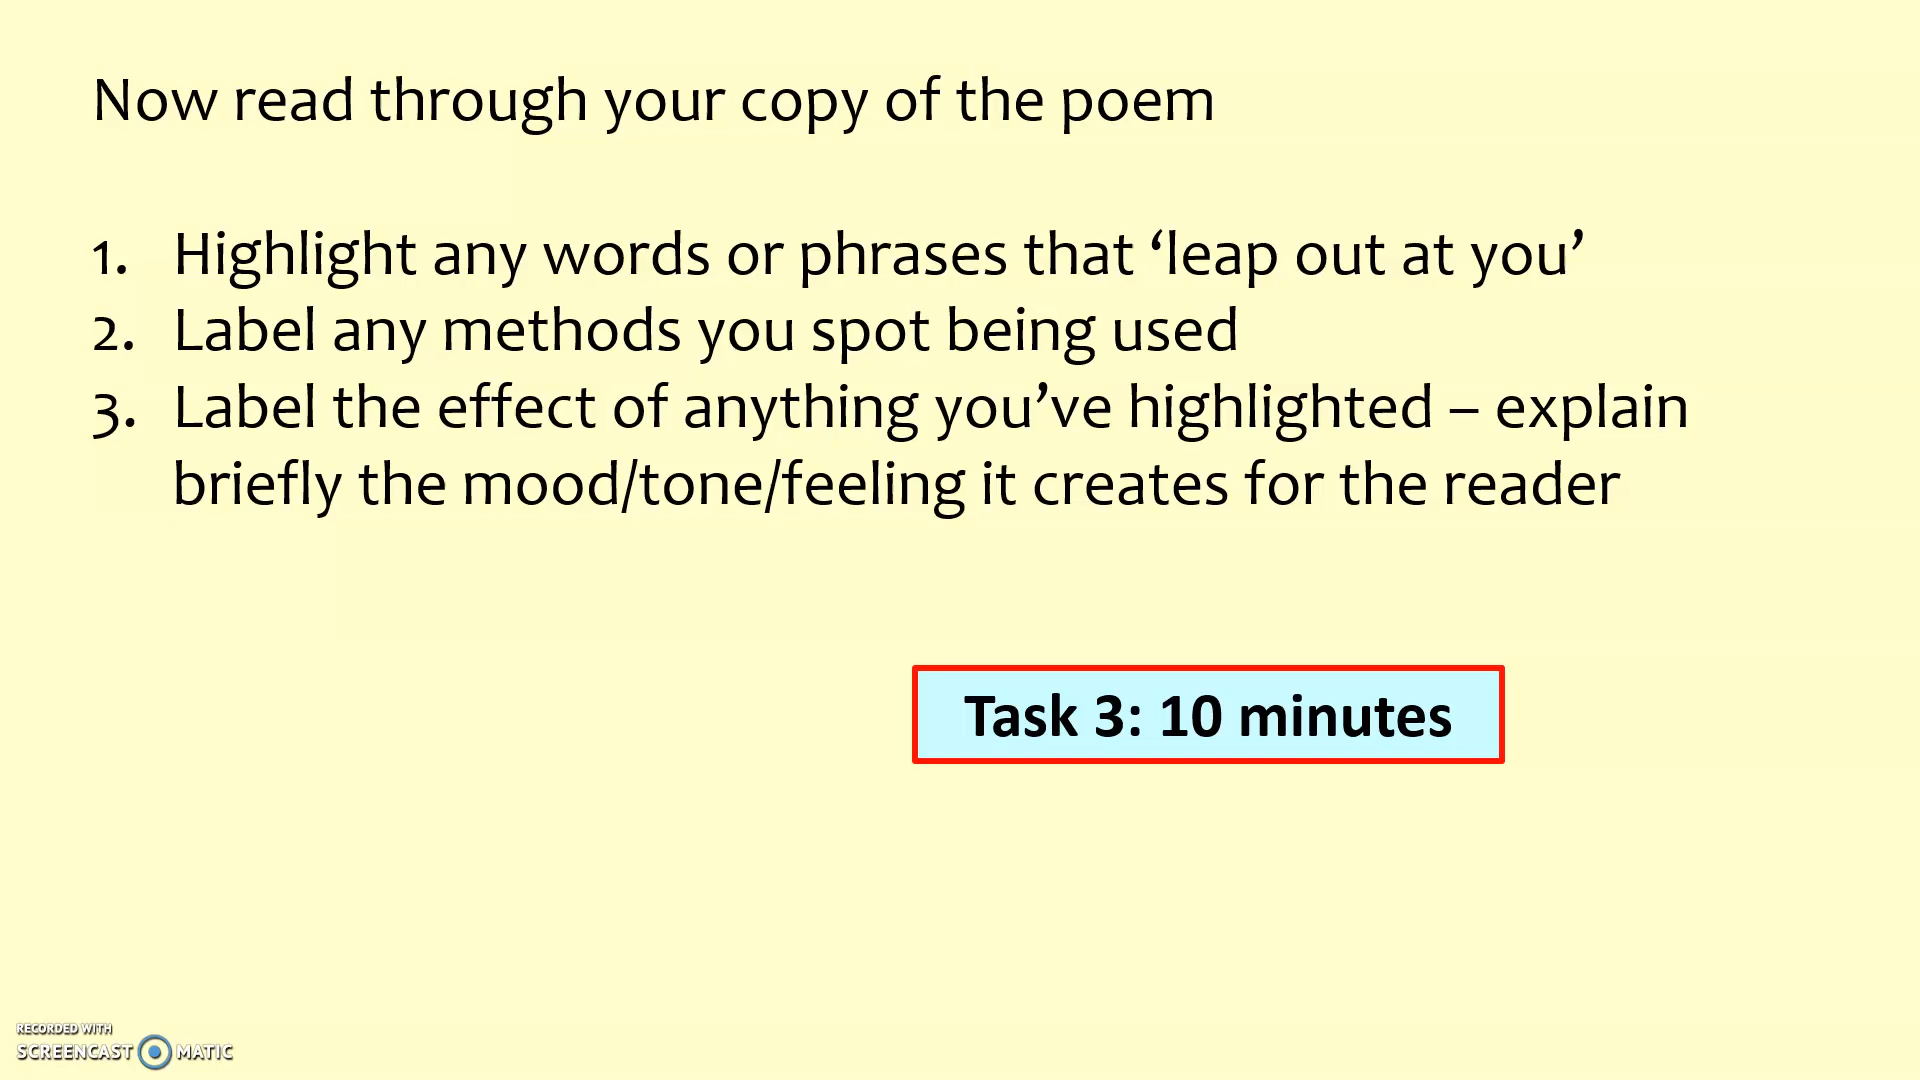 Now read through your copy of the poem
1. Highlight any words or phrases that ‘leap out at you’
2. Label any methods you spot being used
3. Label the effect of anything you’ve highlighted – explain
briefly the mood/tone/feeling it creates for the reader
Task 3: 10 minutes
RECORDED WITH
SCREENCAST MATIC